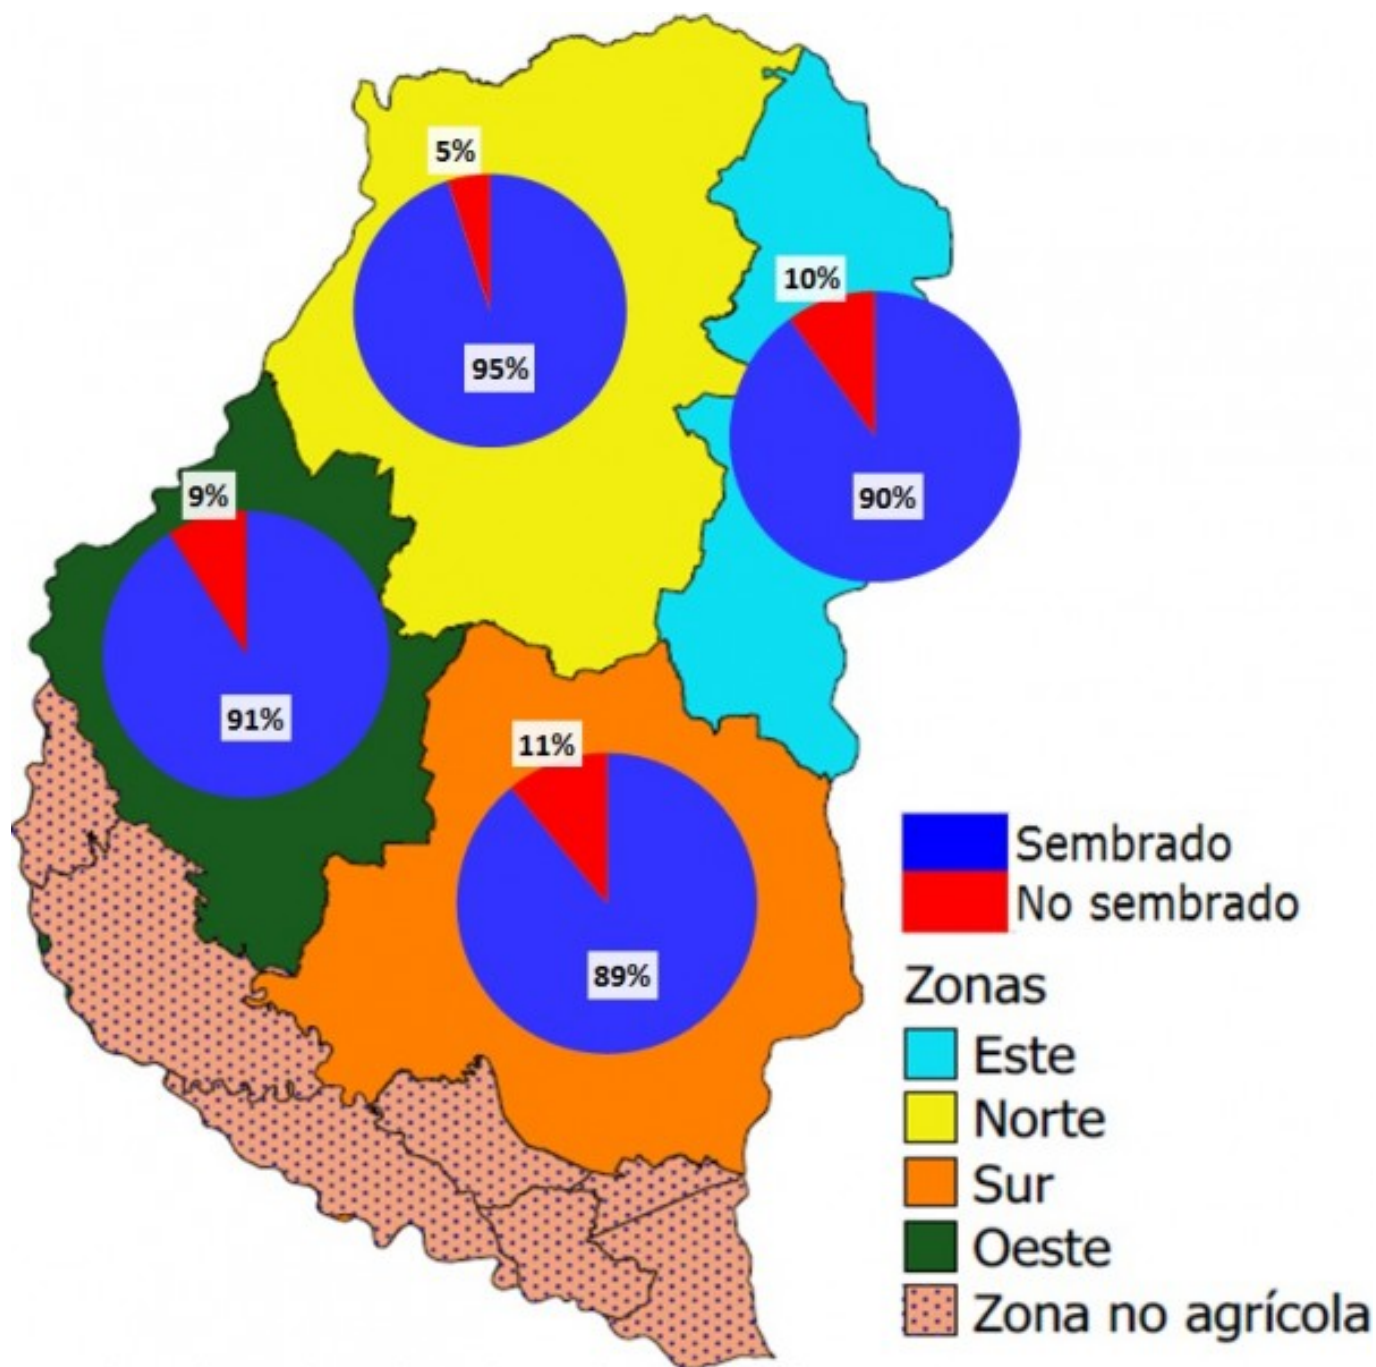 5%
95%
10%
90%
9%
91%
11%
89%
Sembrado
No sembrado
Zonas
Este
Norte
Sur
Oeste
Zona no agrícola